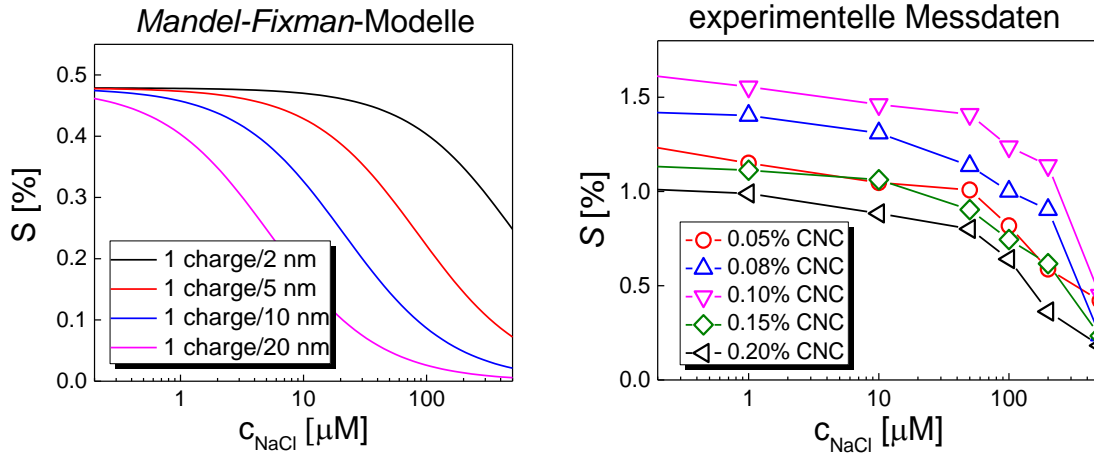 Mandel-Fixman-Modelle
0.5
0.4
0.3
0.2
0.1
0.0
S [%]
1 charge/2 nm
1 charge/5 nm
1 charge/10 nm
1 charge/20 nm
1
10
100
c_NaCl [µM]
experimentelle Messdaten
1.5
1.0
0.5
0.0
S [%]
0.05% CNC
0.08% CNC
0.10% CNC
0.15% CNC
0.20% CNC
1
10
100
c_NaCl [µM]